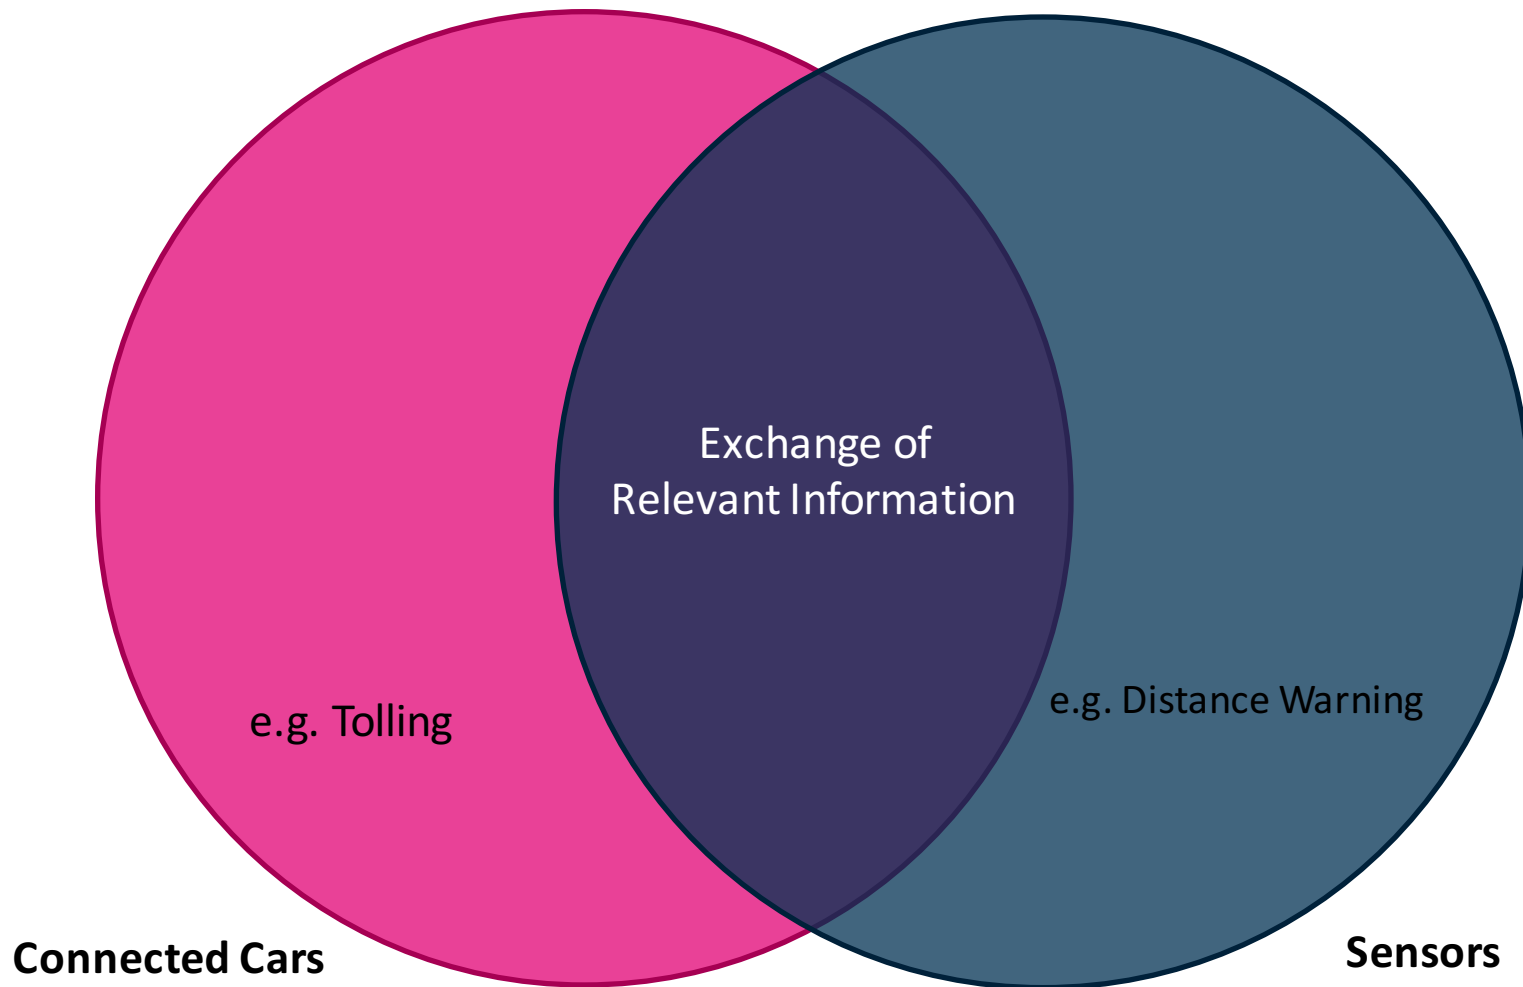 Exchange of
Relevant Information
e.g. Tolling
e.g. Distance Warning
Connected Cars
Sensors